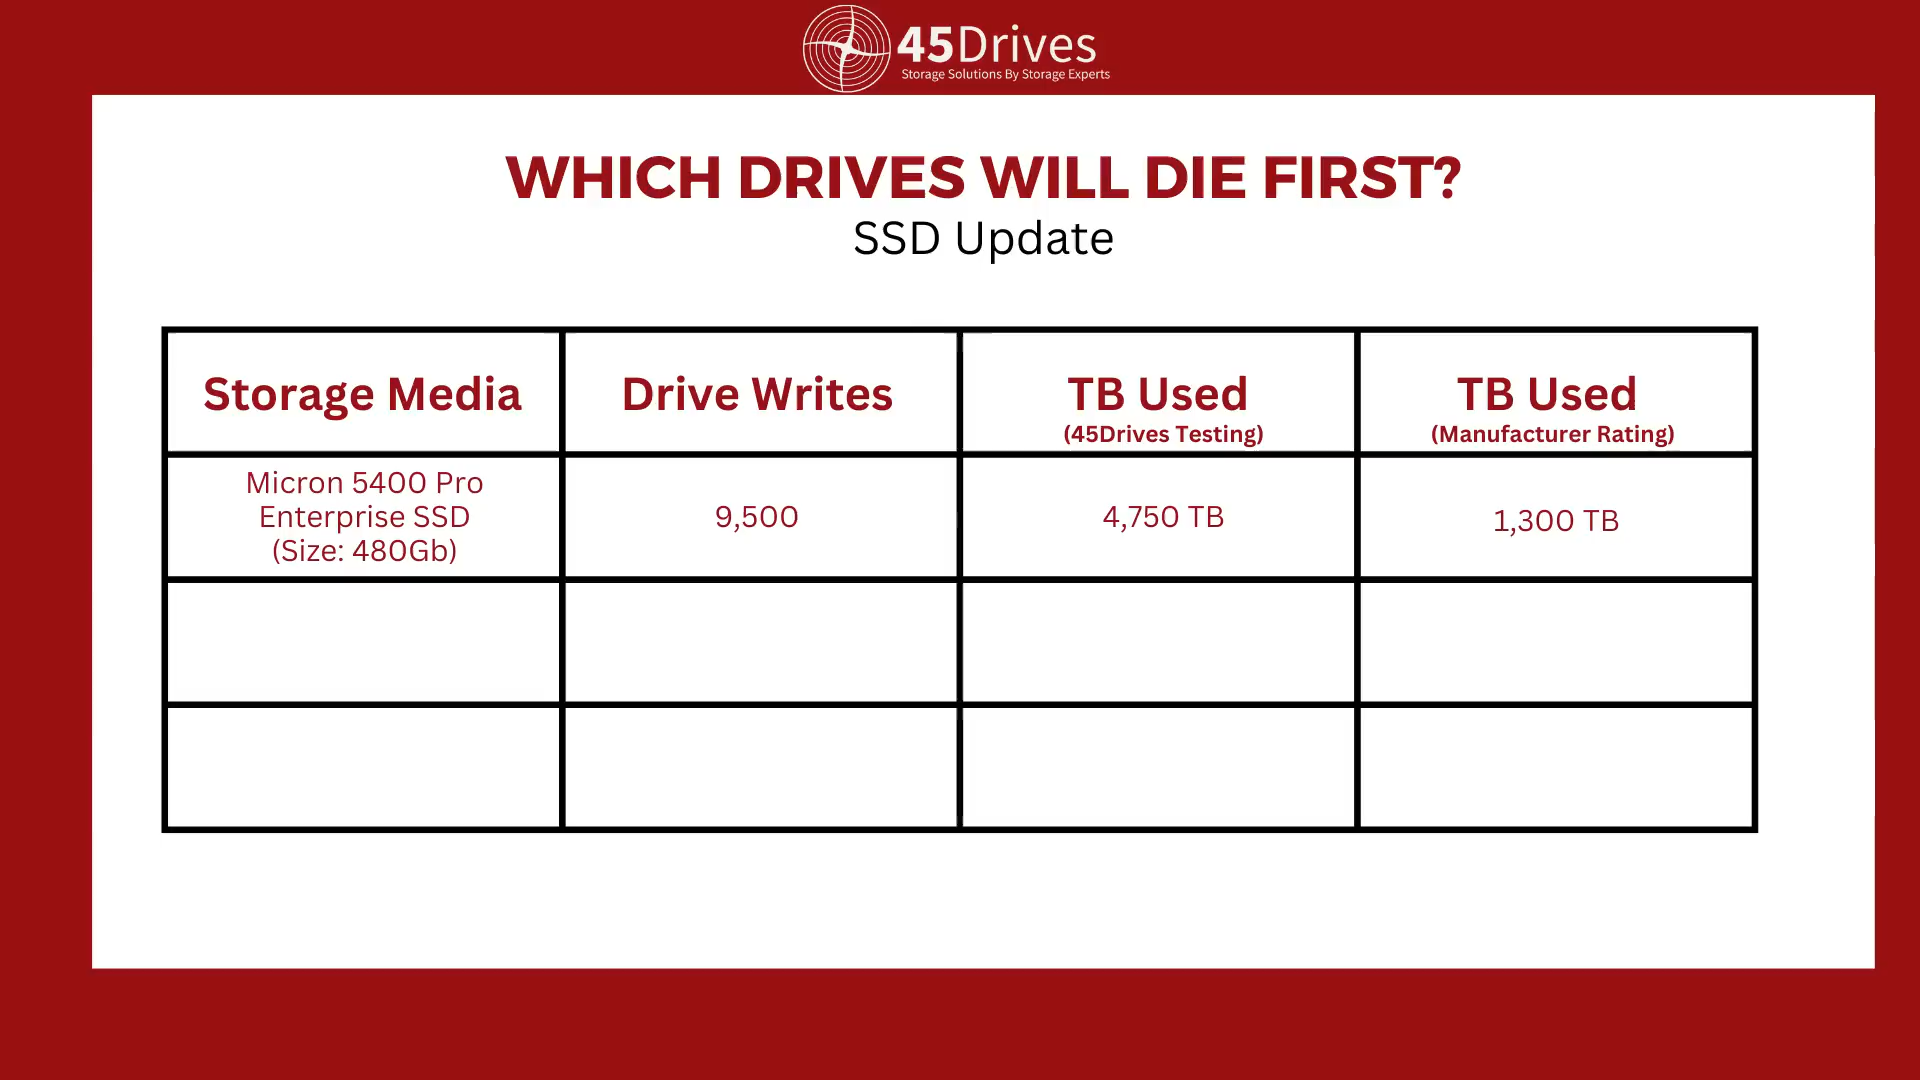 45Drives
Storage Solutions By Storage Experts
WHICH DRIVES WILL DIE FIRST?
SSD Update
Storage Media
Drive Writes
TB Used
(45Drives Testing)
TB Used
(Manufacturer Rating)
Micron 5400 Pro
Enterprise SSD
(Size: 480Gb)
9,500
4,750 TB
1,300 TB